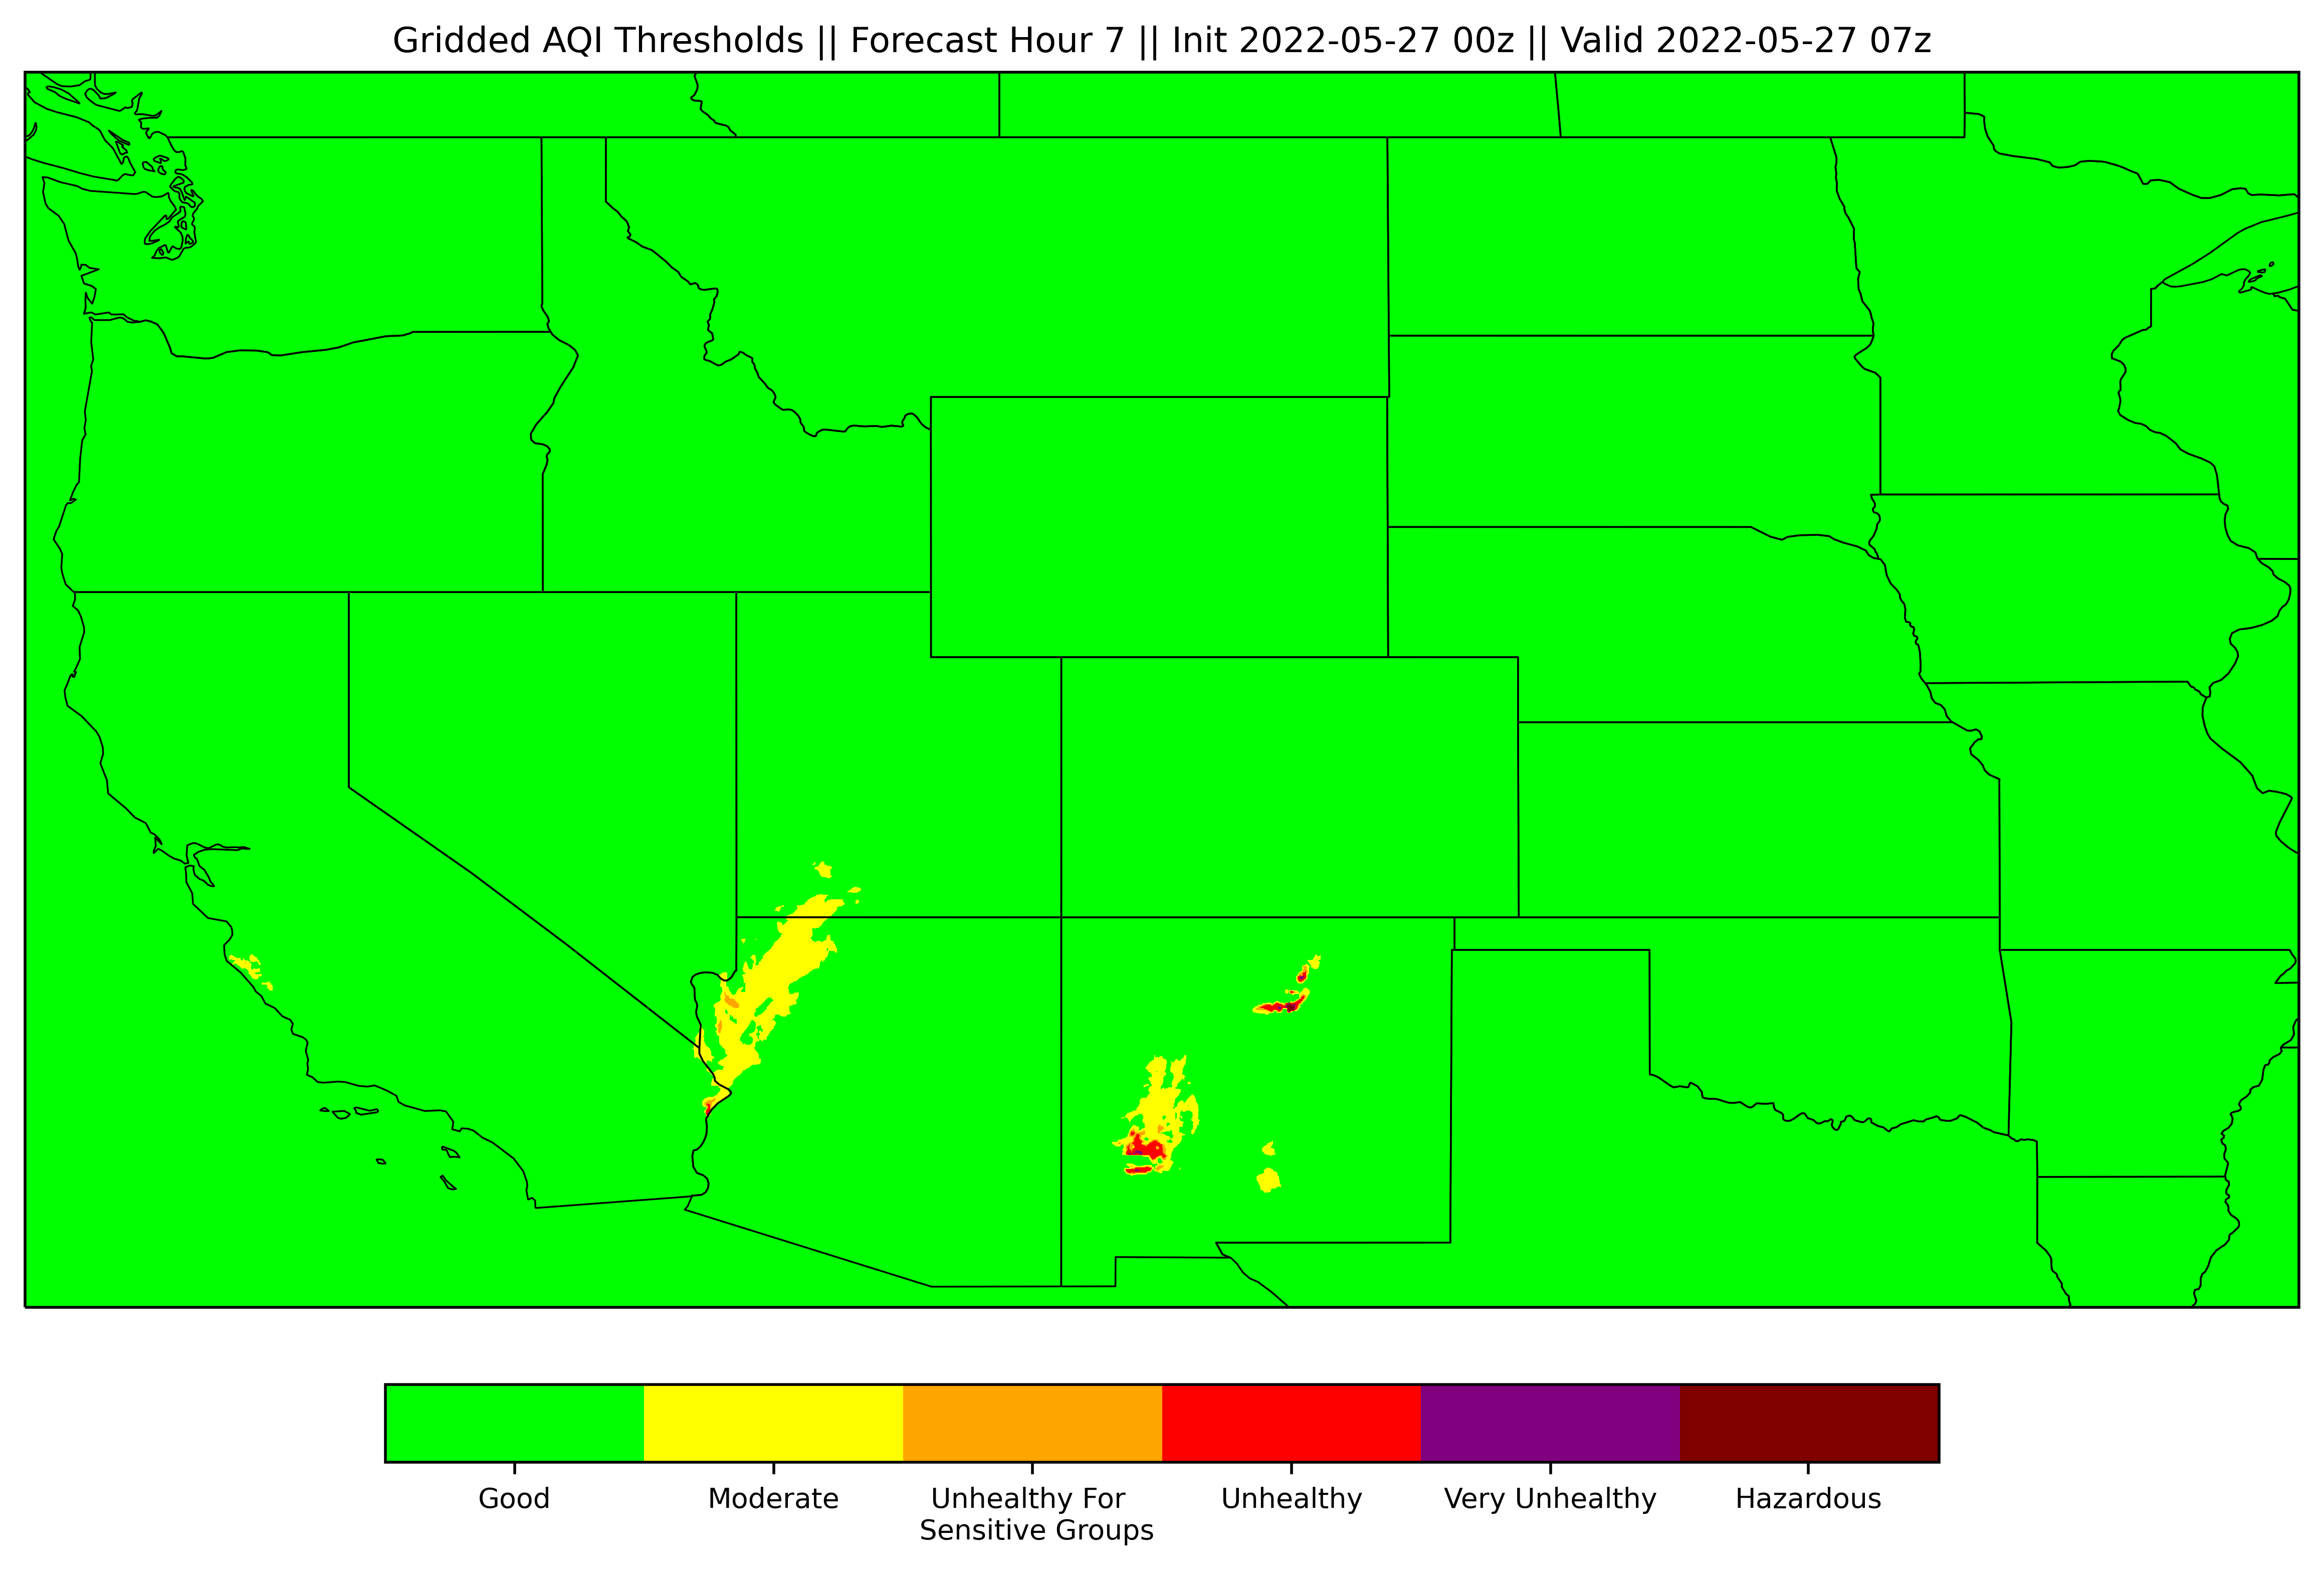 Gridded AQI Thresholds || Forecast Hour 7 || Init 2022-05-27 00z || Valid 2022-05-27 07z
Good
Moderate
Unhealthy For
Sensitive Groups
Unhealthy
Very Unhealthy
Hazardous